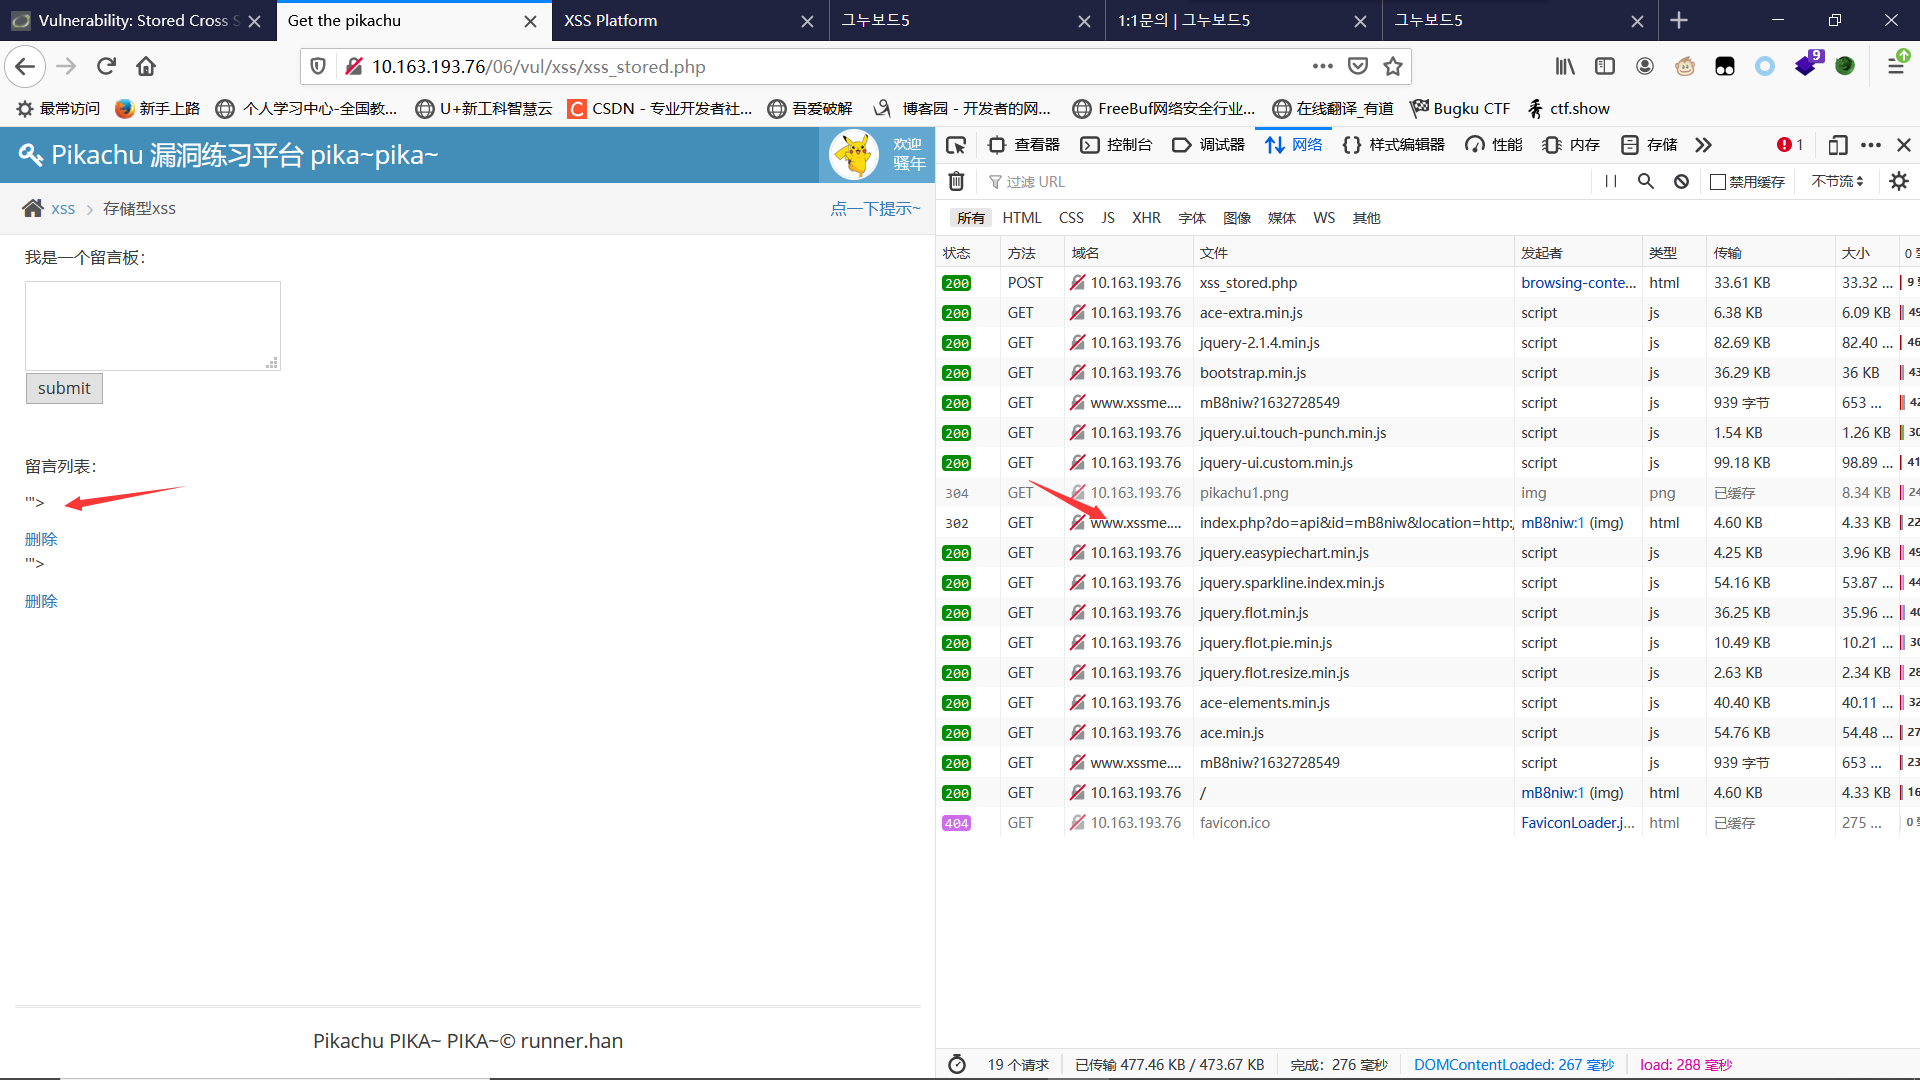 Vulnerability: Stored Cross S
Get the pikachu
XSS Platform
그누보드5
1:1문의 | 그누보드5
그누보드5
10.163.193.76/06/vul/xss/xss_stored.php
9
最常访问
新手上路
个人学习中心-全国教...
U+新工科智慧云
CSDN - 专业开发者社...
吾爱破解
博客园 - 开发者的网...
FreeBuf网络安全行业...
在线翻译_有道
Bugku CTF
ctf.show
Pikachu 漏洞练习平台 pika~pika~
欢迎
骚年
xss
存储型xss
点一下提示~
我是一个留言板：
submit
留言列表：
'">
删除
'">
删除
Pikachu PIKA~ PIKA~© runner.han
查看器
控制台
调试器
网络
样式编辑器
性能
内存
存储
1
过滤 URL
禁用缓存
不节流
所有 HTML CSS JS XHR 字体 图像 媒体 WS 其他
状态 方法 域名 文件 发起者 类型 传输 大小 0
200 POST 10.163.193.76 xss_stored.php browsing-conte... html 33.61 KB 33.32 ... 9
200 GET 10.163.193.76 ace-extra.min.js script js 6.38 KB 6.09 KB 49
200 GET 10.163.193.76 jquery-2.1.4.min.js script js 82.69 KB 82.40 ... 46
200 GET 10.163.193.76 bootstrap.min.js script js 36.29 KB 36 KB 43
200 GET www.xssme.... mB8niw?1632728549 script js 939 字节 653 ... 42
200 GET 10.163.193.76 jquery.ui.touch-punch.min.js script js 1.54 KB 1.26 KB 30
200 GET 10.163.193.76 jquery-ui.custom.min.js script js 99.18 KB 98.89 ... 41
304 GET 10.163.193.76 pikachu1.png img png 已缓存 8.34 KB 24
302 GET www.xssme.... index.php?do=api&id=mB8niw&location=http:/ mB8niw:1 (img) html 4.60 KB 4.33 KB 22
200 GET 10.163.193.76 jquery.easypiechart.min.js script js 4.25 KB 3.96 KB 49
200 GET 10.163.193.76 jquery.sparkline.index.min.js script js 54.16 KB 53.87 ... 44
200 GET 10.163.193.76 jquery.flot.min.js script js 36.25 KB 35.96 ... 40
200 GET 10.163.193.76 jquery.flot.pie.min.js script js 10.49 KB 10.21 ... 30
200 GET 10.163.193.76 jquery.flot.resize.min.js script js 2.63 KB 2.34 KB 28
200 GET 10.163.193.76 ace-elements.min.js script js 40.40 KB 40.11 ... 32
200 GET 10.163.193.76 ace.min.js script js 54.76 KB 54.48 ... 27
200 GET www.xssme.... mB8niw?1632728549 script js 939 字节 653 ... 23
200 GET 10.163.193.76 / mB8niw:1 (img) html 4.60 KB 4.33 KB 16
404 GET 10.163.193.76 favicon.ico FaviconLoader.j... html 已缓存 275 ... 0
19 个请求
已传输 477.46 KB / 473.67 KB
完成：276 毫秒
DOMContentLoaded: 267 毫秒
load: 288 毫秒